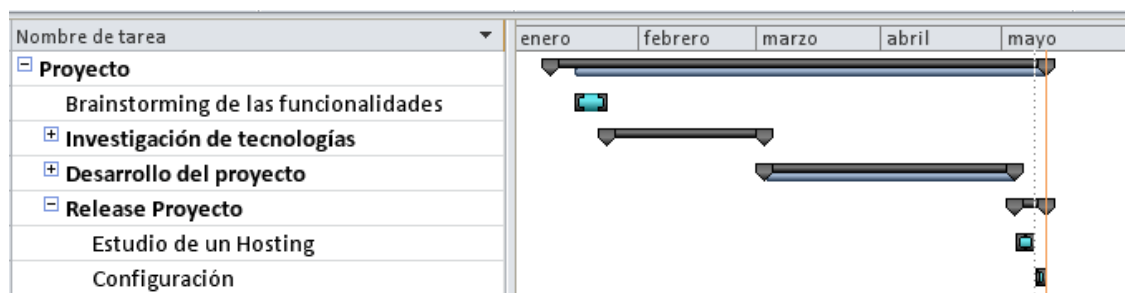 Nombre de tarea
enero febrero marzo abril mayo
Proyecto
Brainstorming de las funcionalidades
Investigación de tecnologías
Desarrollo del proyecto
Release Proyecto
Estudio de un Hosting
Configuración